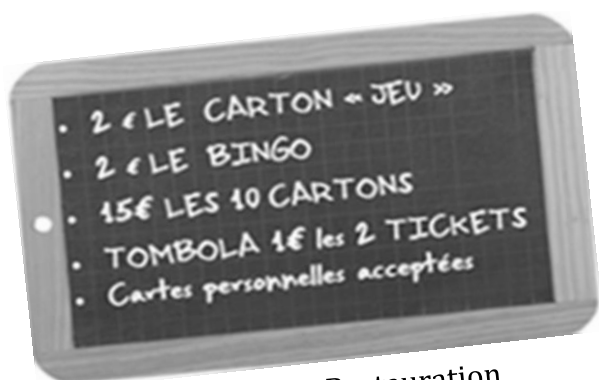 • 2 € LE CARTON « JEU »
• 2 € LE BINGO
• 15€ LES 10 CARTONS
• TOMBOLA 1€ les 2 TICKETS
• Cartes personnelles acceptées
Restauration